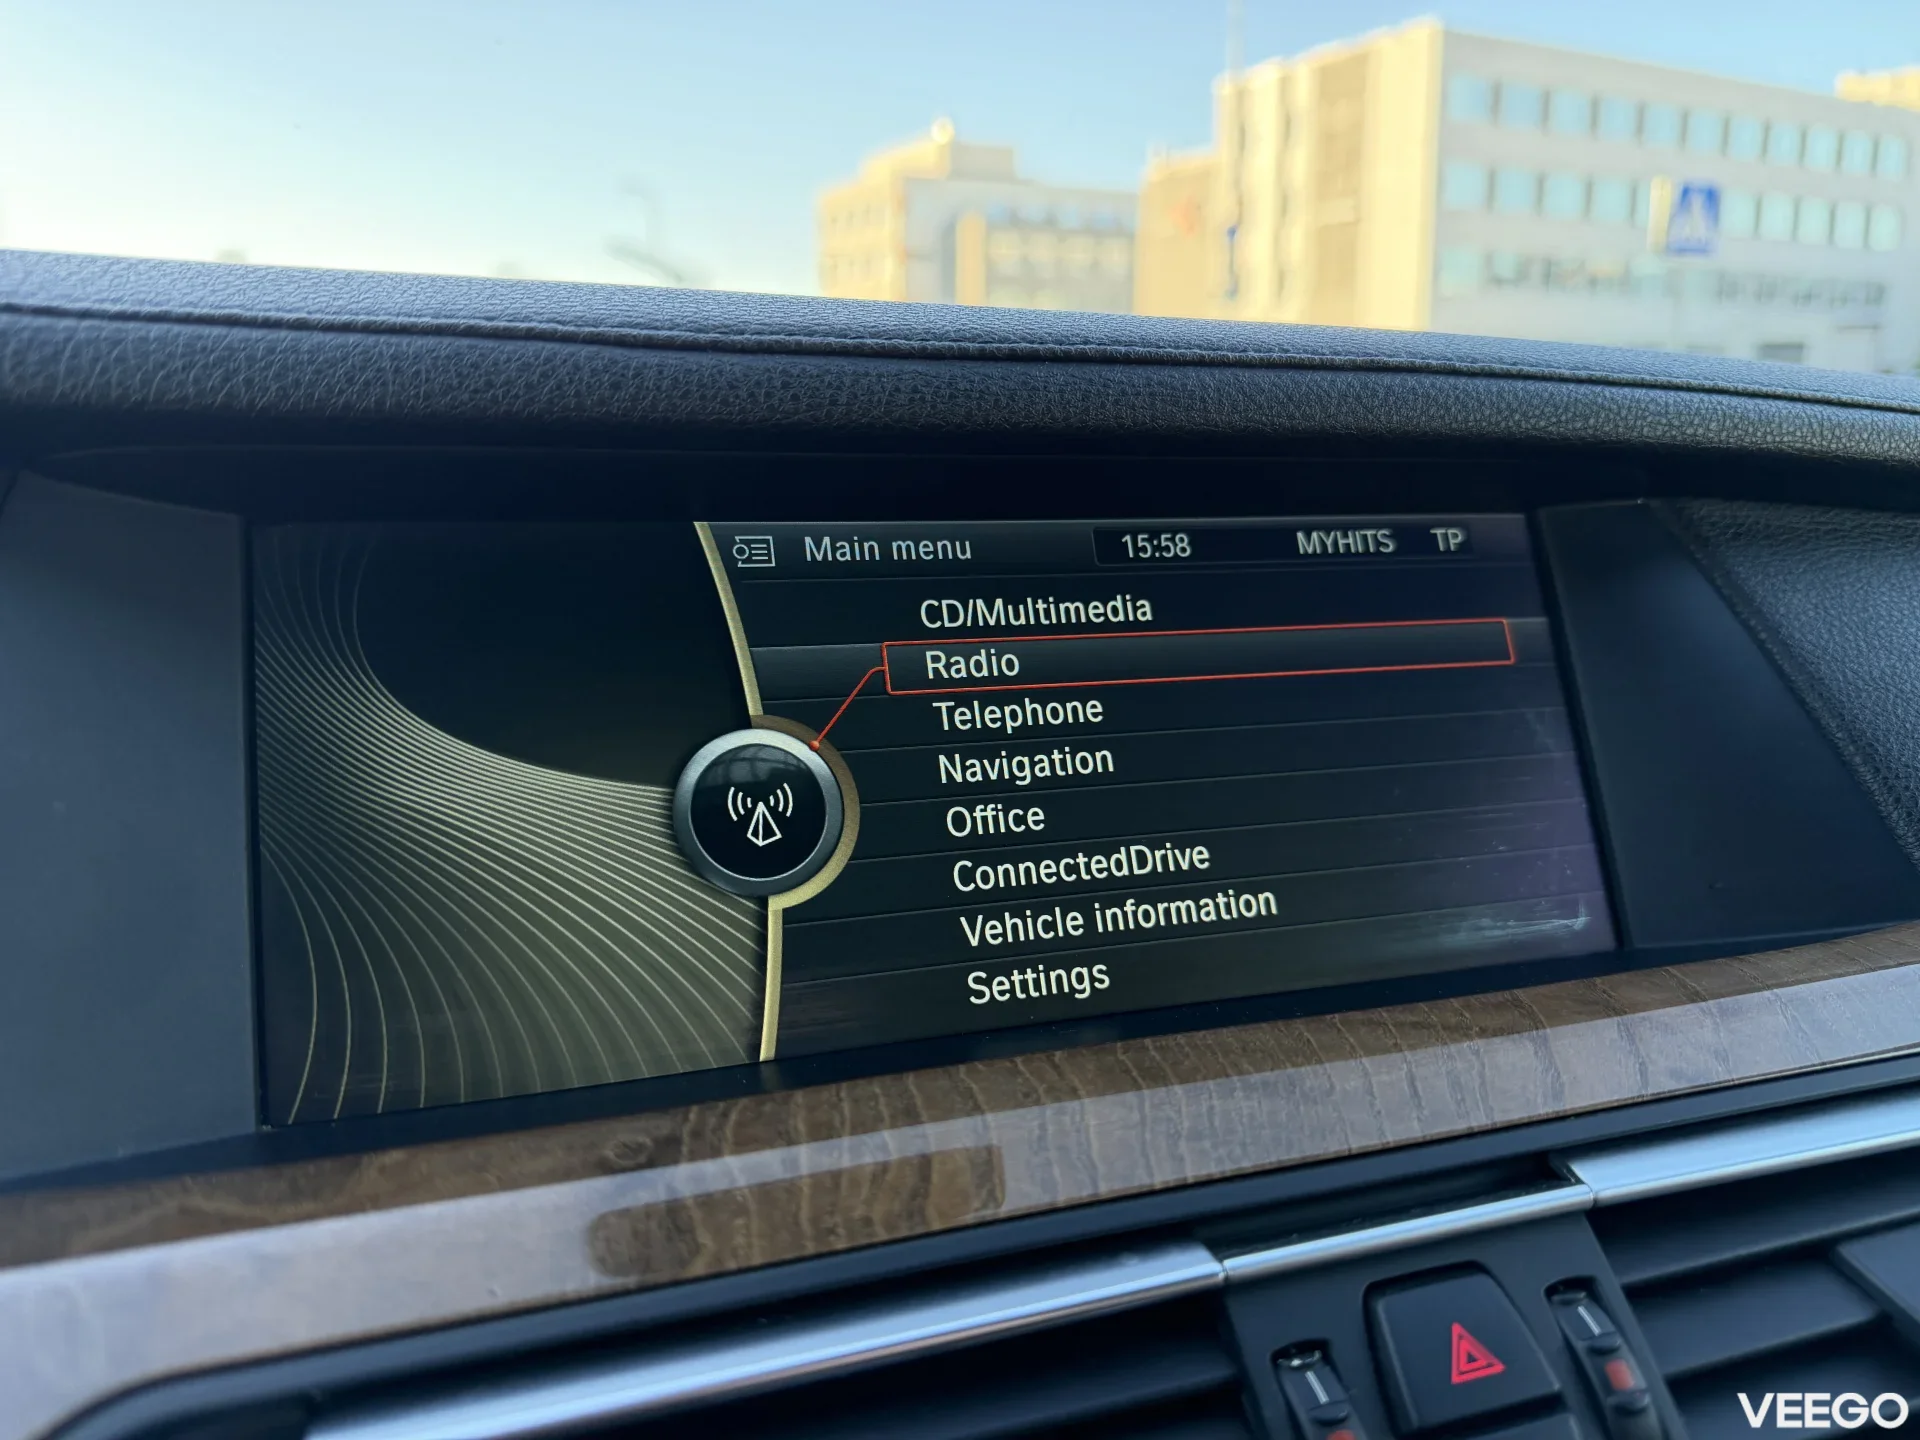 Main menu 15:58 MYHITS TP
CD/Multimedia
Radio
Telephone
Navigation
Office
ConnectedDrive
Vehicle information
Settings
VEEGO